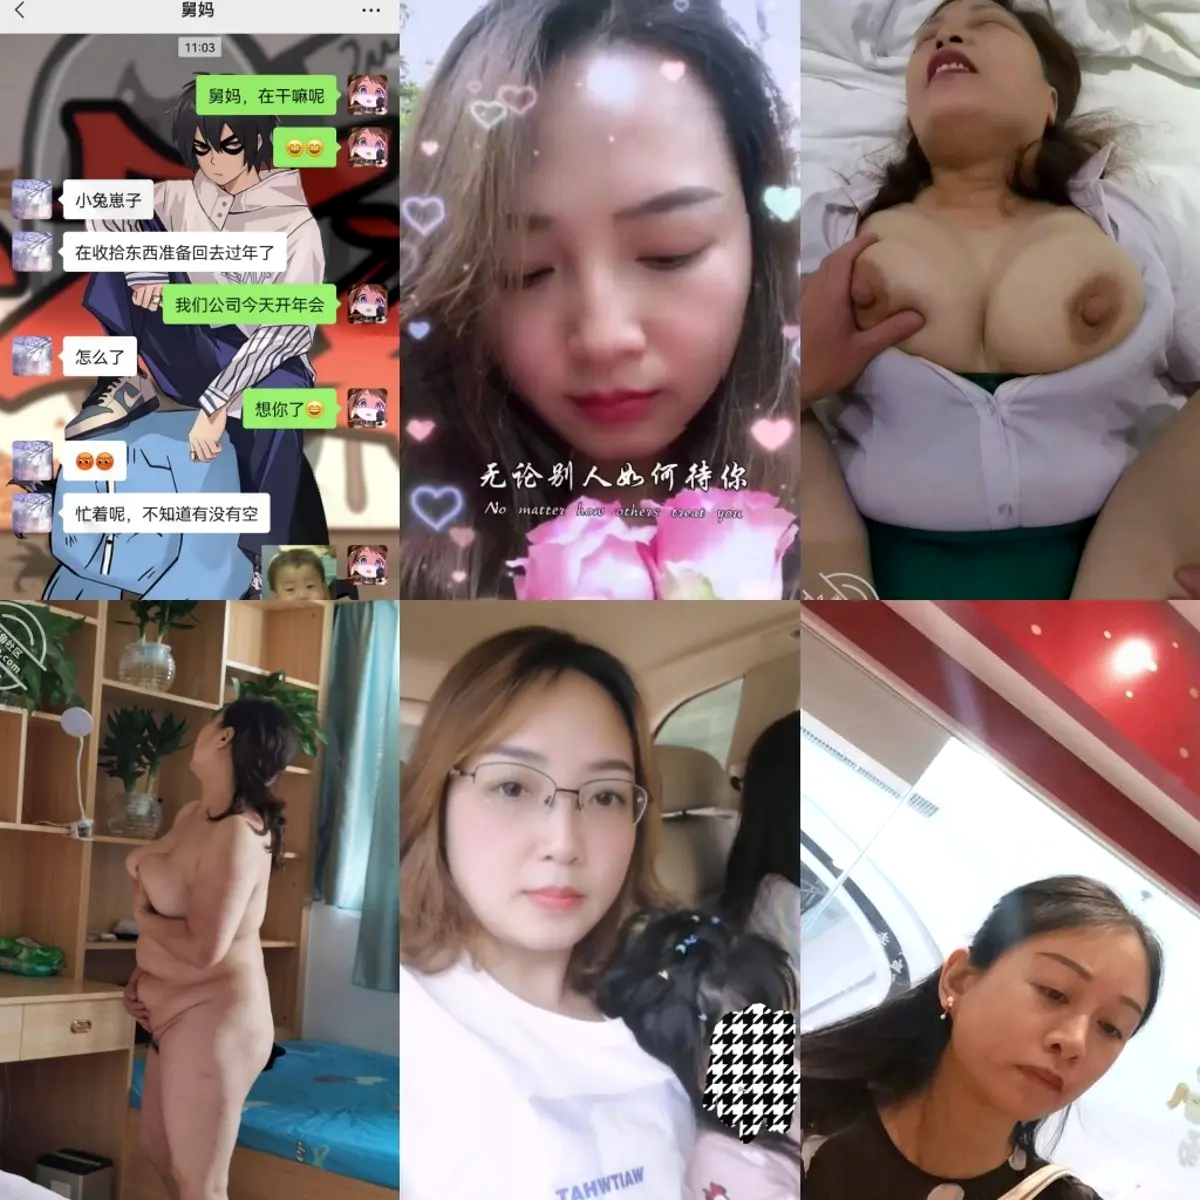 舅妈
11:03
舅妈，在干嘛呢
小兔崽子
在收拾东西准备回去过年了
我们公司今天开年会
怎么了
想你了
忙着呢，不知道有没有空
无论别人如何待你
No matter how others treat you
TAHWTIAW